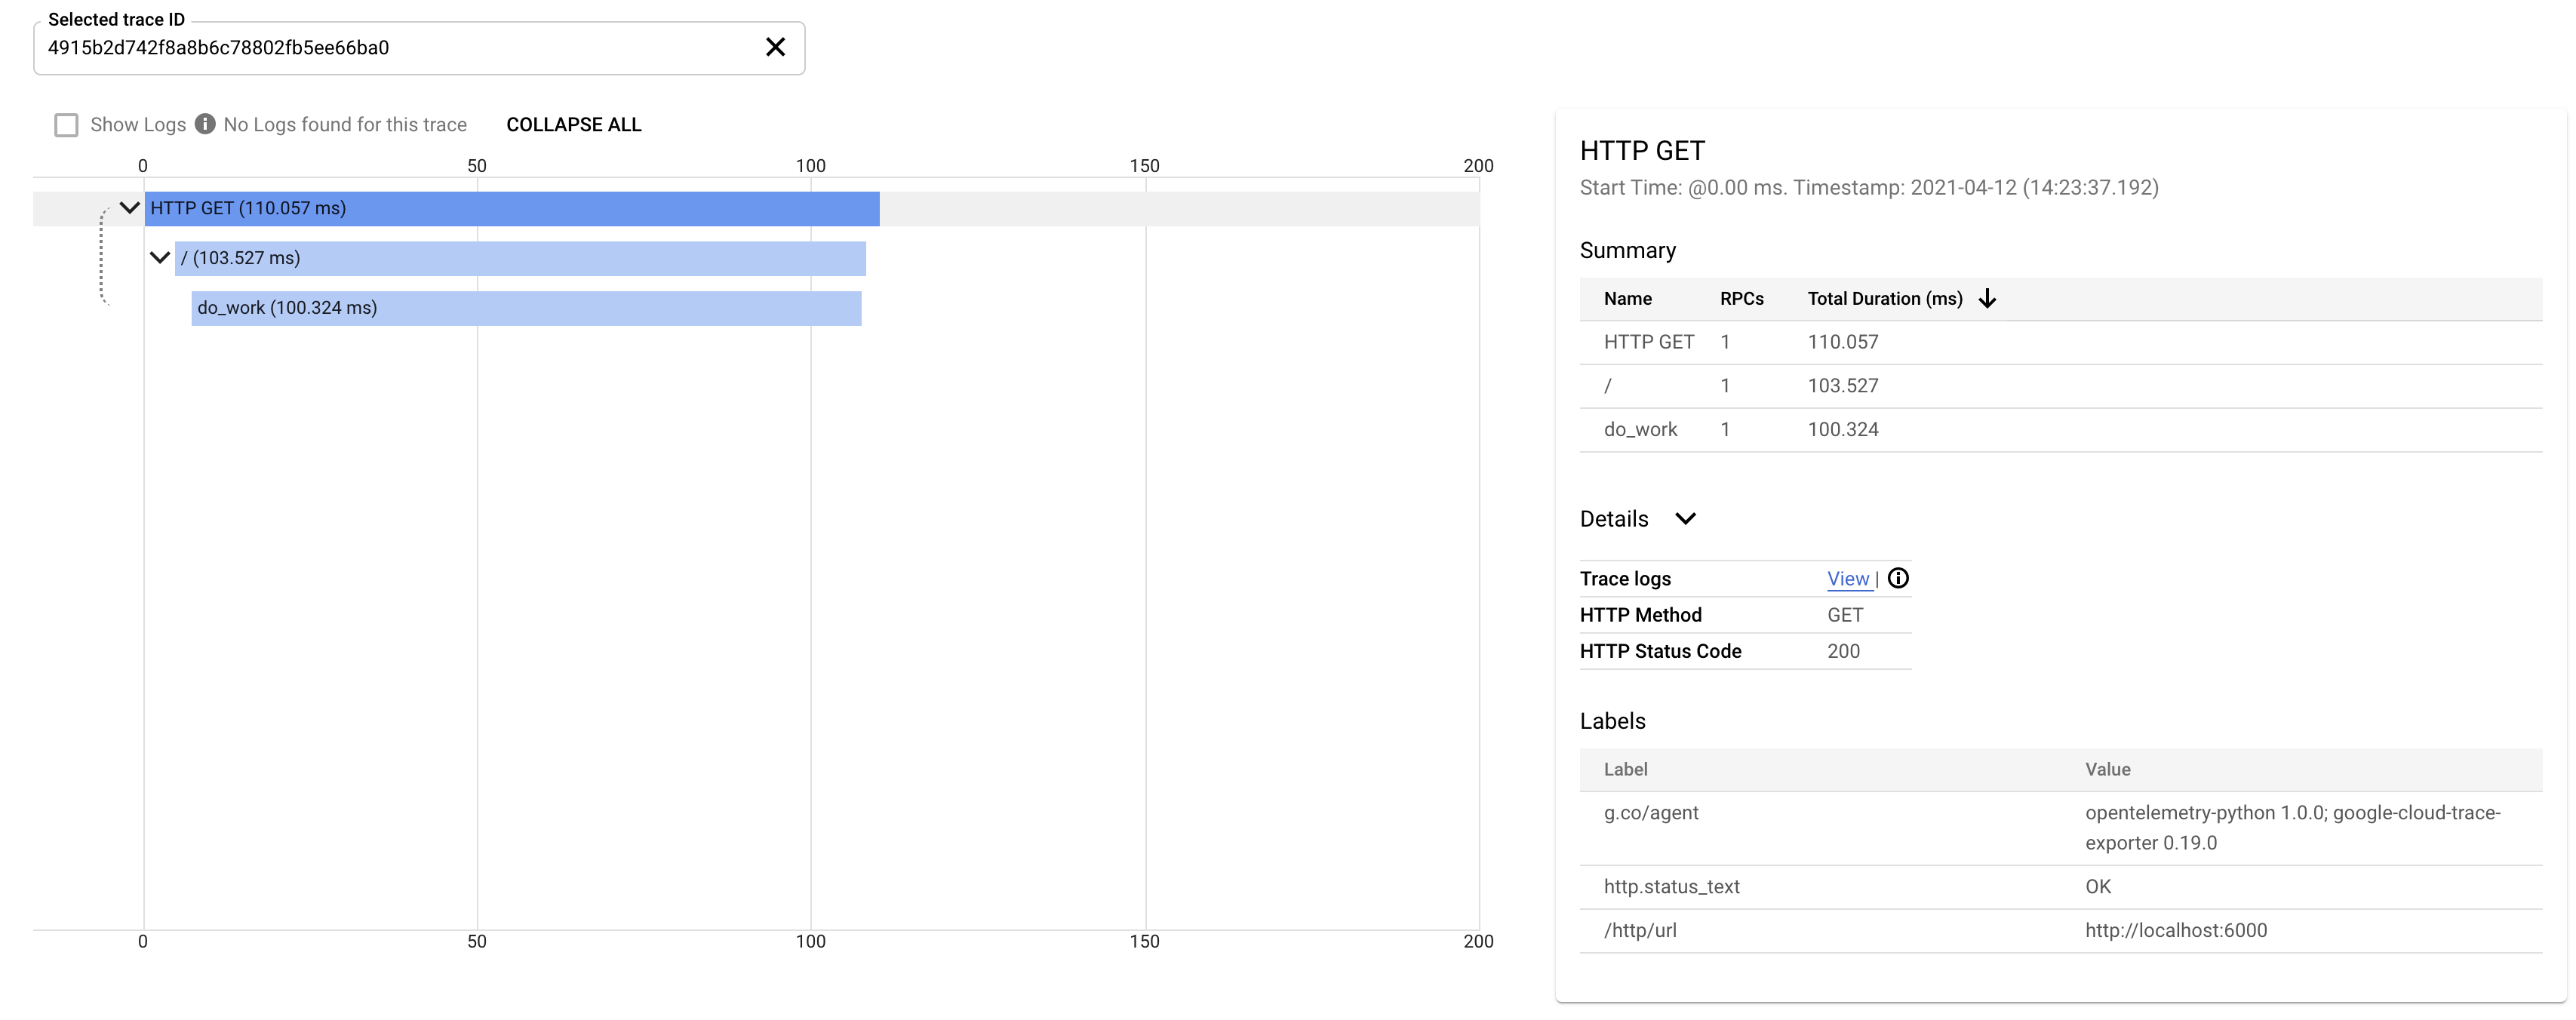 Selected trace ID
4915b2d742f8a8b6c78802fb5ee66ba0
Show Logs No Logs found for this trace COLLAPSE ALL
0 50 100 150 200
HTTP GET (110.057 ms)
/ (103.527 ms)
do_work (100.324 ms)
0 50 100 150 200
HTTP GET
Start Time: @0.00 ms. Timestamp: 2021-04-12 (14:23:37.192)
Summary
Name RPCs Total Duration (ms)
HTTP GET 1 110.057
/ 1 103.527
do_work 1 100.324
Details
Trace logs View |
HTTP Method GET
HTTP Status Code 200
Labels
Label Value
g.co/agent opentelemetry-python 1.0.0; google-cloud-trace-
exporter 0.19.0
http.status_text OK
/http/url http://localhost:6000